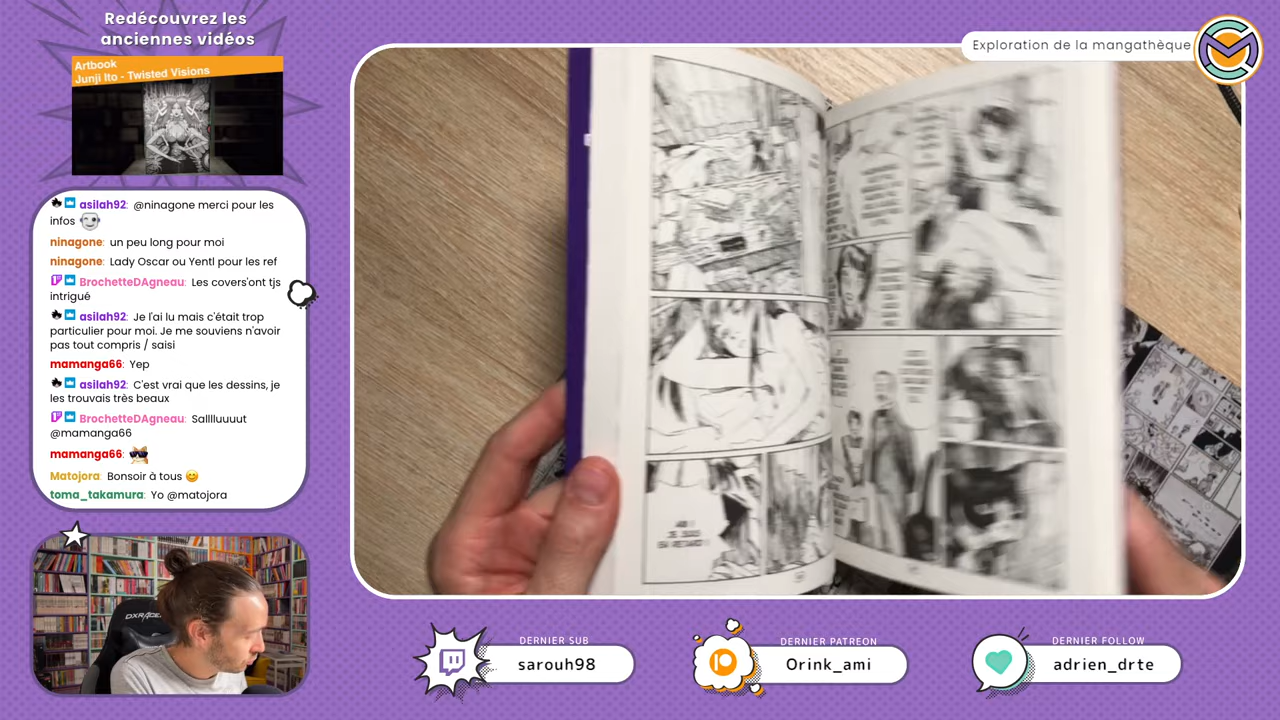 Redécouvrez les
anciennes vidéos
Artbook
Junji Ito - Twisted Visions
asilah92: @ninagone merci pour les
infos
ninagone: un peu long pour moi
ninagone: Lady Oscar ou Yentl pour les ref
BrochetteDAgneau: Les covers'ont tjs
intrigué
asilah92: Je l'ai lu mais c'était trop
particulier pour moi. Je me souviens n'avoir
pas tout compris / saisi
mamanga66: Yep
asilah92: C'est vrai que les dessins, je
les trouvais très beaux
BrochetteDAgneau: Sallluuuut
@mamanga66
mamanga66:
Matojora: Bonsoir à tous
toma_takamura: Yo @matojora
DXRACER
Exploration de la mangathèque
DERNIER SUB
sarouh98
DERNIER PATREON
Orink_ami
DERNIER FOLLOW
adrien_drte